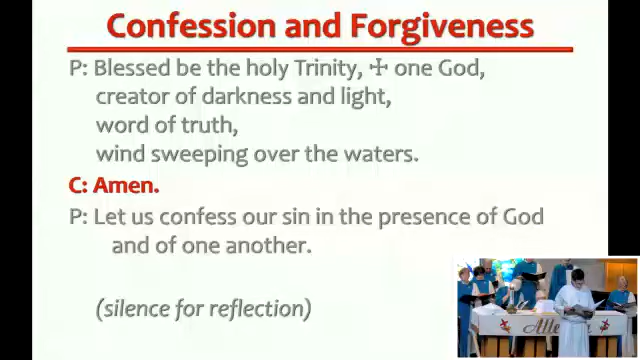 Confession and Forgiveness
P: Blessed be the holy Trinity, ☩ one God,
creator of darkness and light,
word of truth,
wind sweeping over the waters.
C: Amen.
P: Let us confess our sin in the presence of God
and of one another.
(silence for reflection)